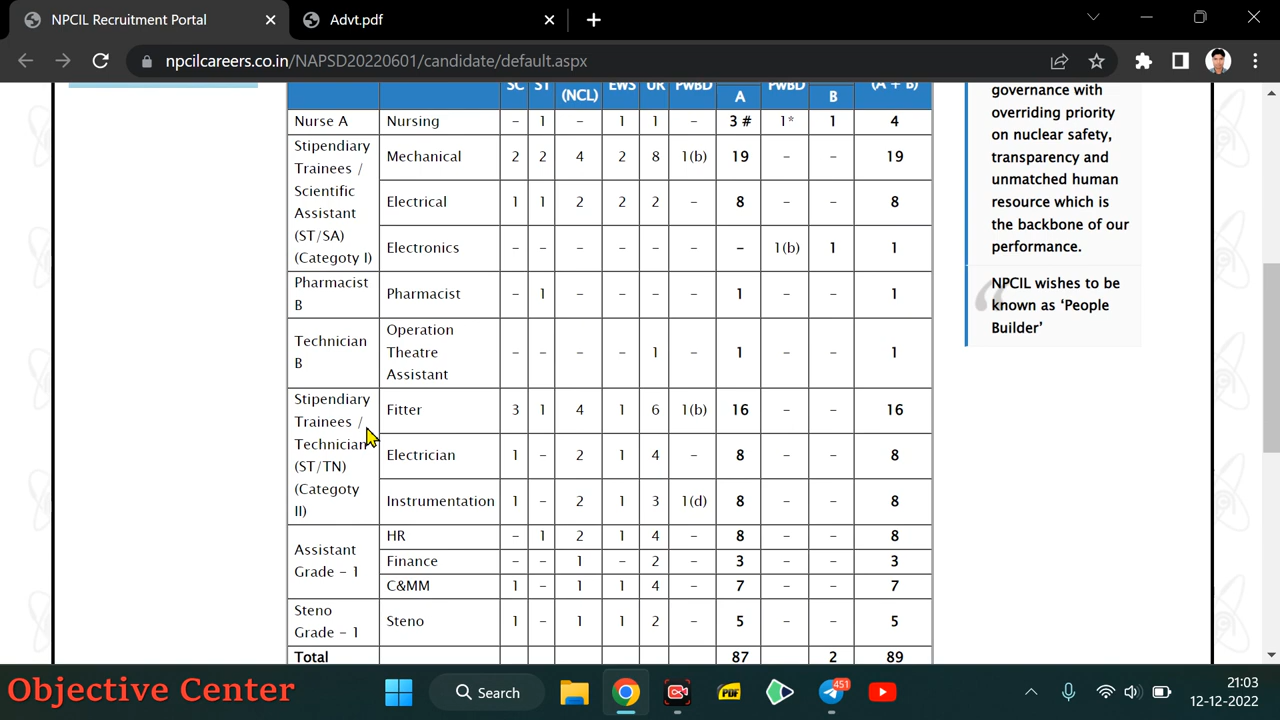 NPCIL Recruitment Portal
Advt.pdf
npcilcareers.co.in/NAPSD20220601/candidate/default.aspx
SC ST (NCL) EWS UR PwBD A PwBD B (A + B)
Nurse A Nursing – 1 – 1 1 – 3 # 1* 1 4
Stipendiary Trainees / Scientific Assistant (ST/SA) (Categoty I) Mechanical 2 2 4 2 8 1(b) 19 – – 19
Electrical 1 1 2 2 2 – 8 – – 8
Electronics – – – – – – – 1(b) 1 1
Pharmacist B Pharmacist – 1 – – – – 1 – – 1
Technician B Operation Theatre Assistant – – – – 1 – 1 – – 1
Stipendiary Trainees / Technician (ST/TN) (Categoty II) Fitter 3 1 4 1 6 1(b) 16 – – 16
Electrician 1 – 2 1 4 – 8 – – 8
Instrumentation 1 – 2 1 3 1(d) 8 – – 8
Assistant Grade – 1 HR – 1 2 1 4 – 8 – – 8
Finance – – 1 – 2 – 3 – – 3
C&MM 1 – 1 1 4 – 7 – – 7
Steno Grade – 1 Steno 1 – 1 1 2 – 5 – – 5
Total 87 2 89
governance with
overriding priority
on nuclear safety,
transparency and
unmatched human
resource which is
the backbone of our
performance.
NPCIL wishes to be
known as ‘People
Builder’
Objective Center
Search
PDF
451
21:03
12-12-2022